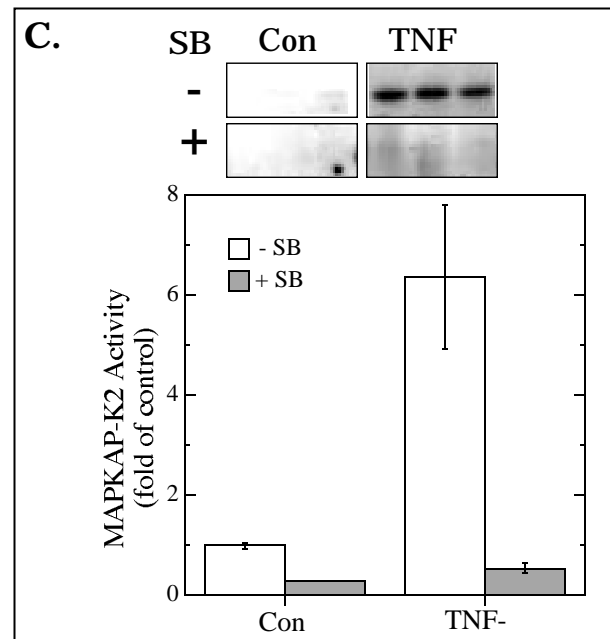 C.
SB Con TNF
-
+
8
6
4
2
0
- SB
+ SB
MAPKAP-K2 Activity
(fold of control)
Con TNF-